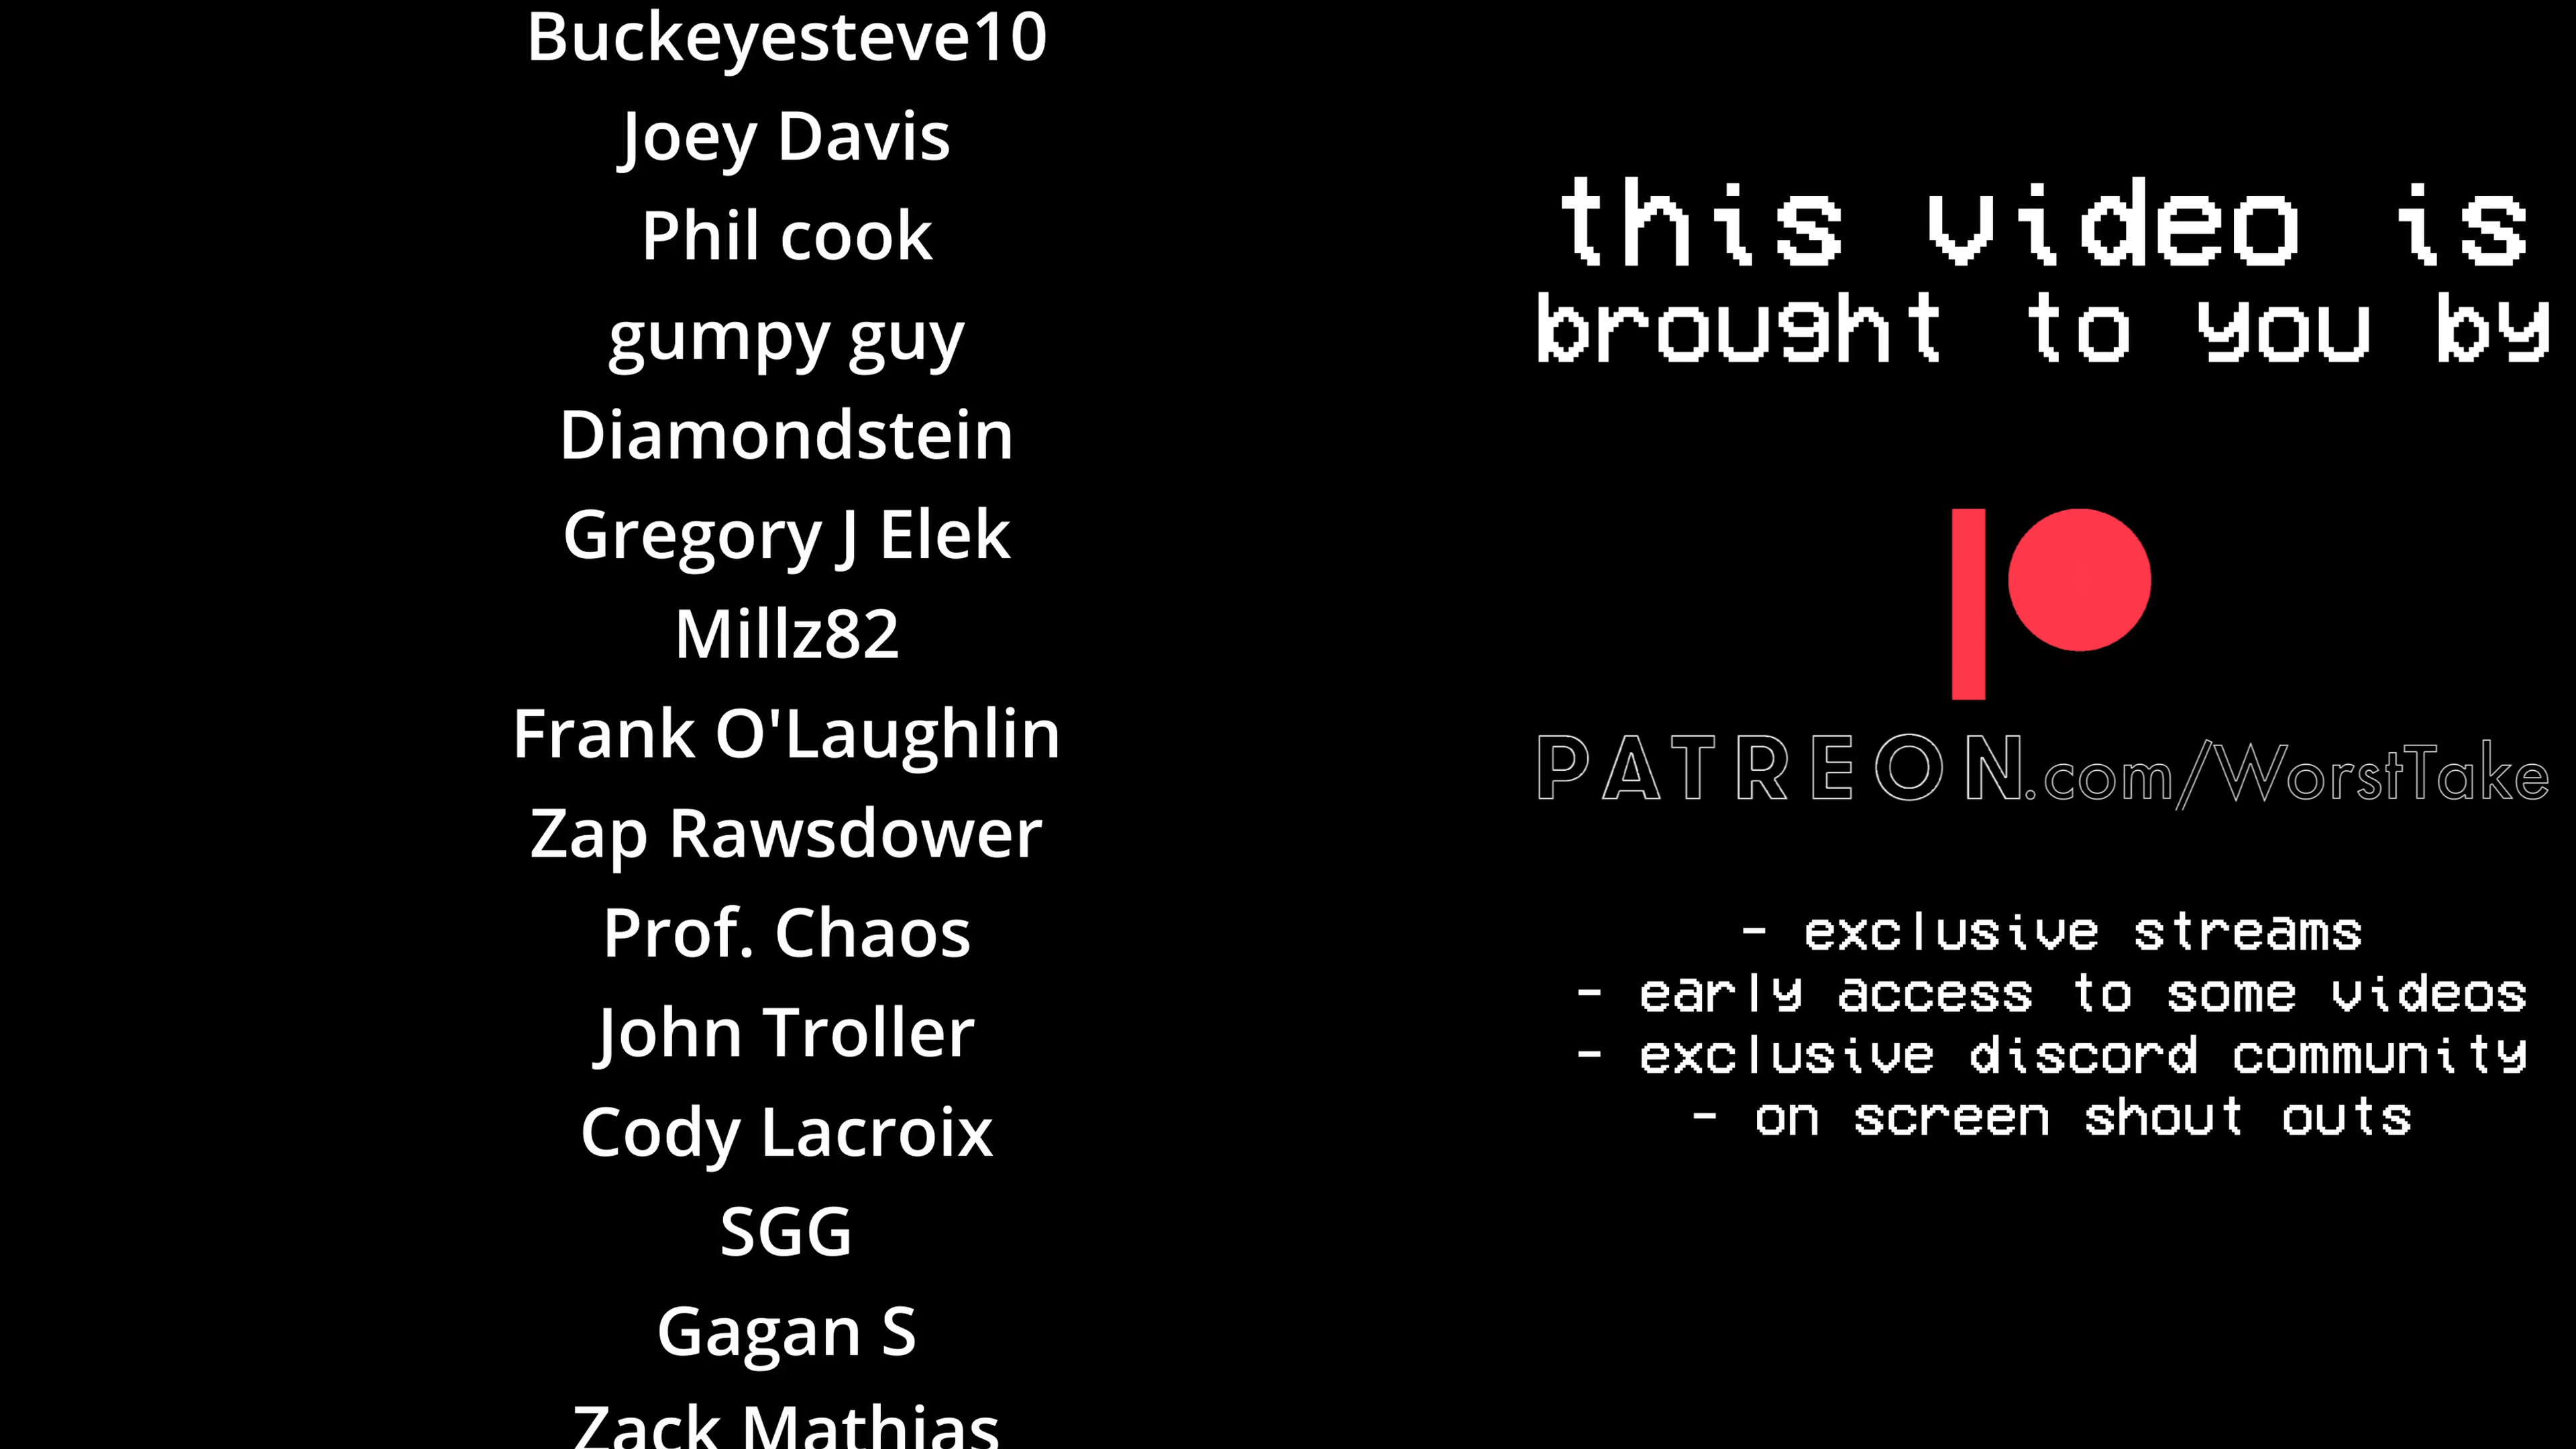 Buckeyesteve10
Joey Davis
Phil cook
gumpy guy
Diamondstein
Gregory J Elek
Millz82
Frank O'Laughlin
Zap Rawsdower
Prof. Chaos
John Troller
Cody Lacroix
SGG
Gagan S
Zack Mathias
this video is
brought to you by
PATREON.com/WorstTake
- exclusive streams
- early access to some videos
- exclusive discord community
- on screen shout outs